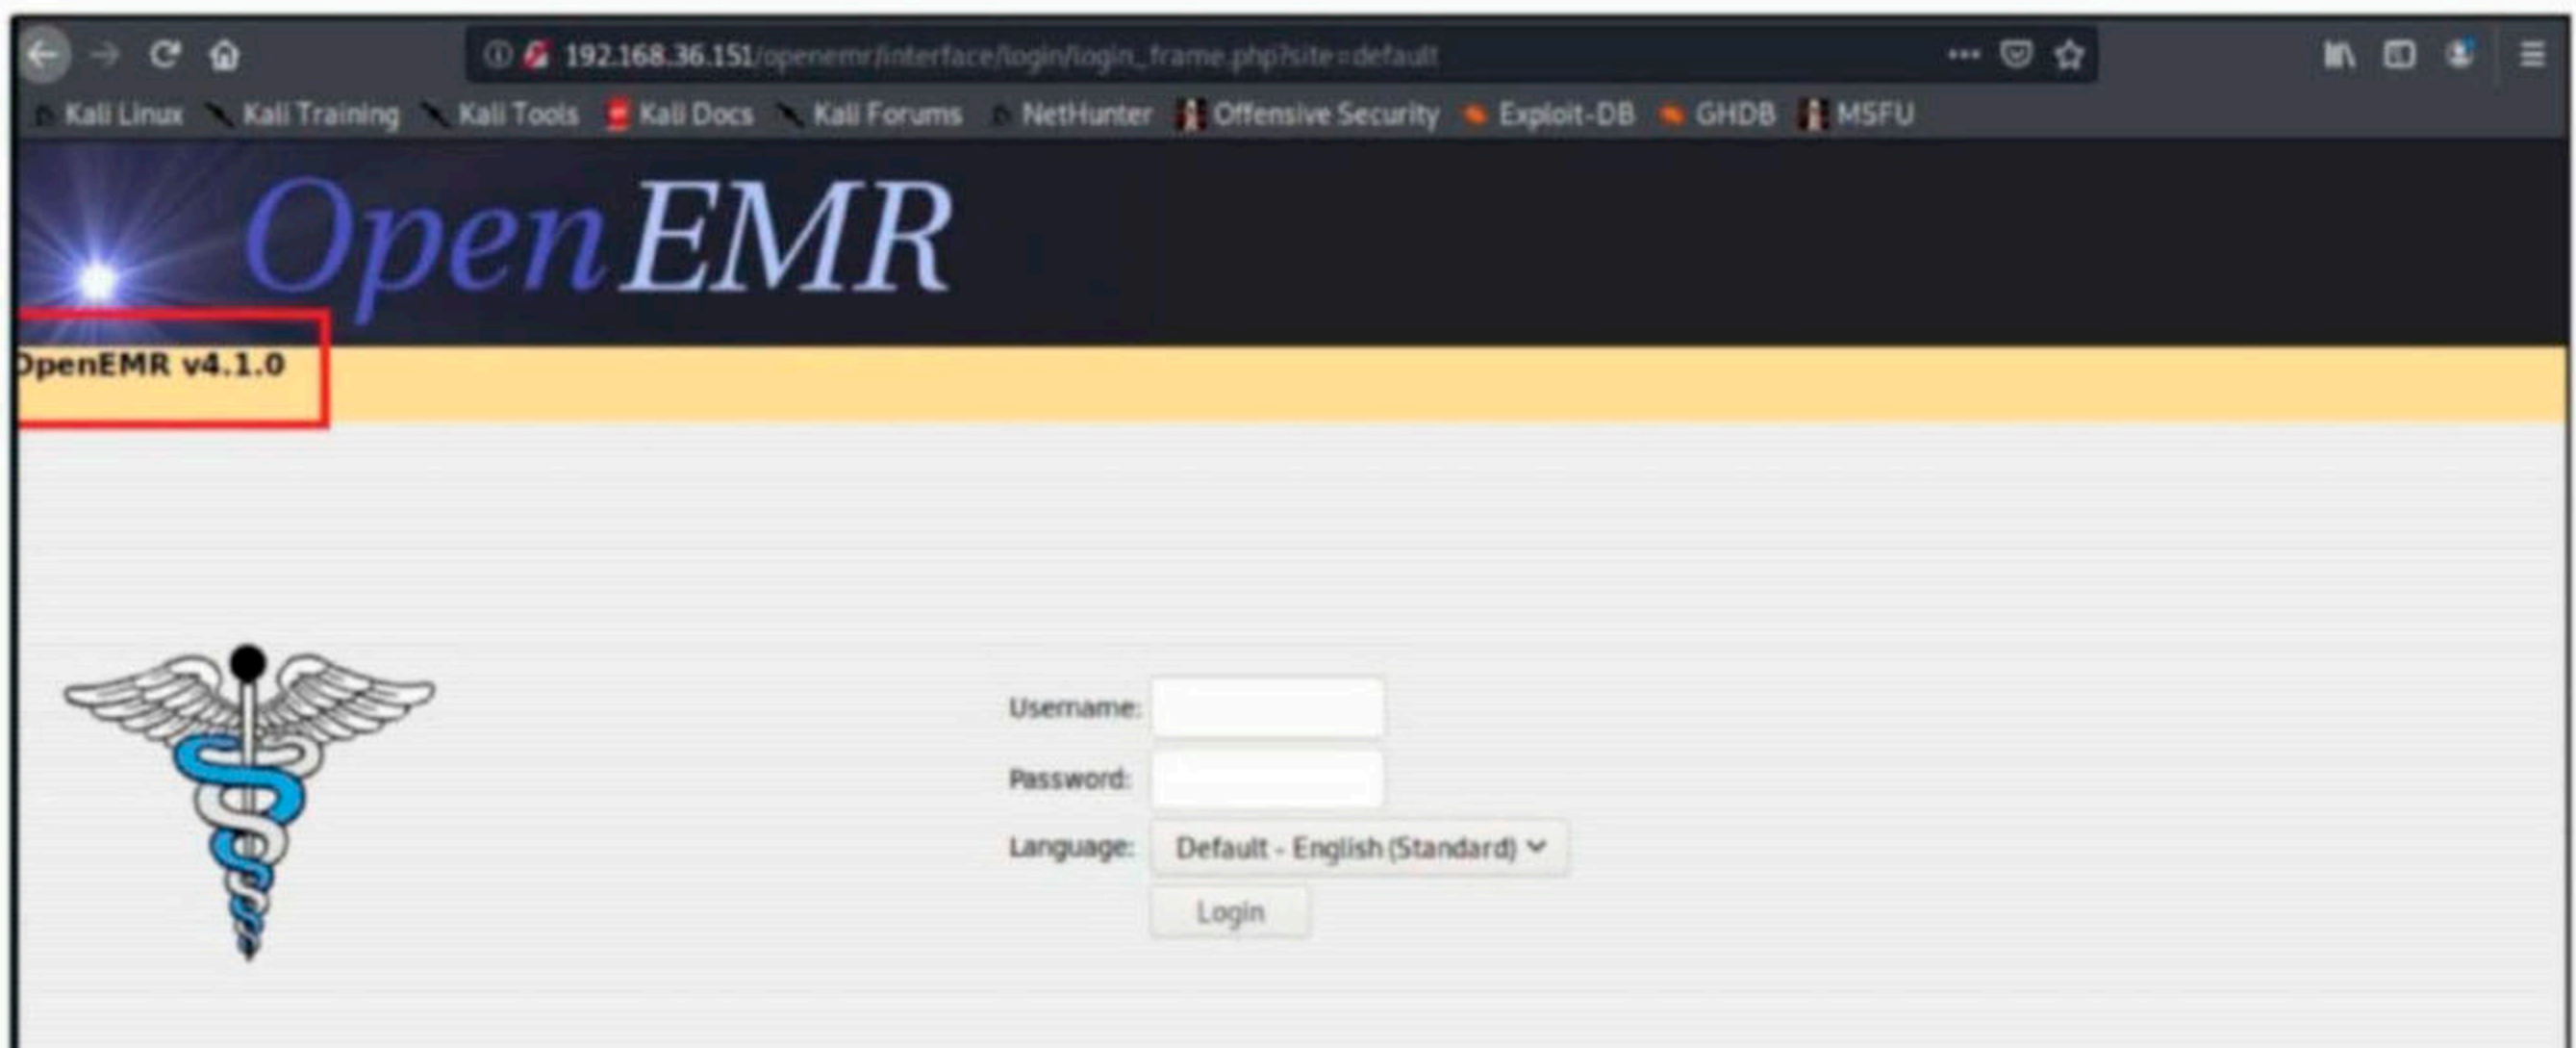 192.168.36.151/openemr/interface/login/login_frame.php?site=default
Kali Linux Kali Training Kali Tools Kali Docs Kali Forums NetHunter Offensive Security Exploit-DB GHDB MSFU
OpenEMR
OpenEMR v4.1.0
Username:
Password:
Language: Default - English (Standard)
Login